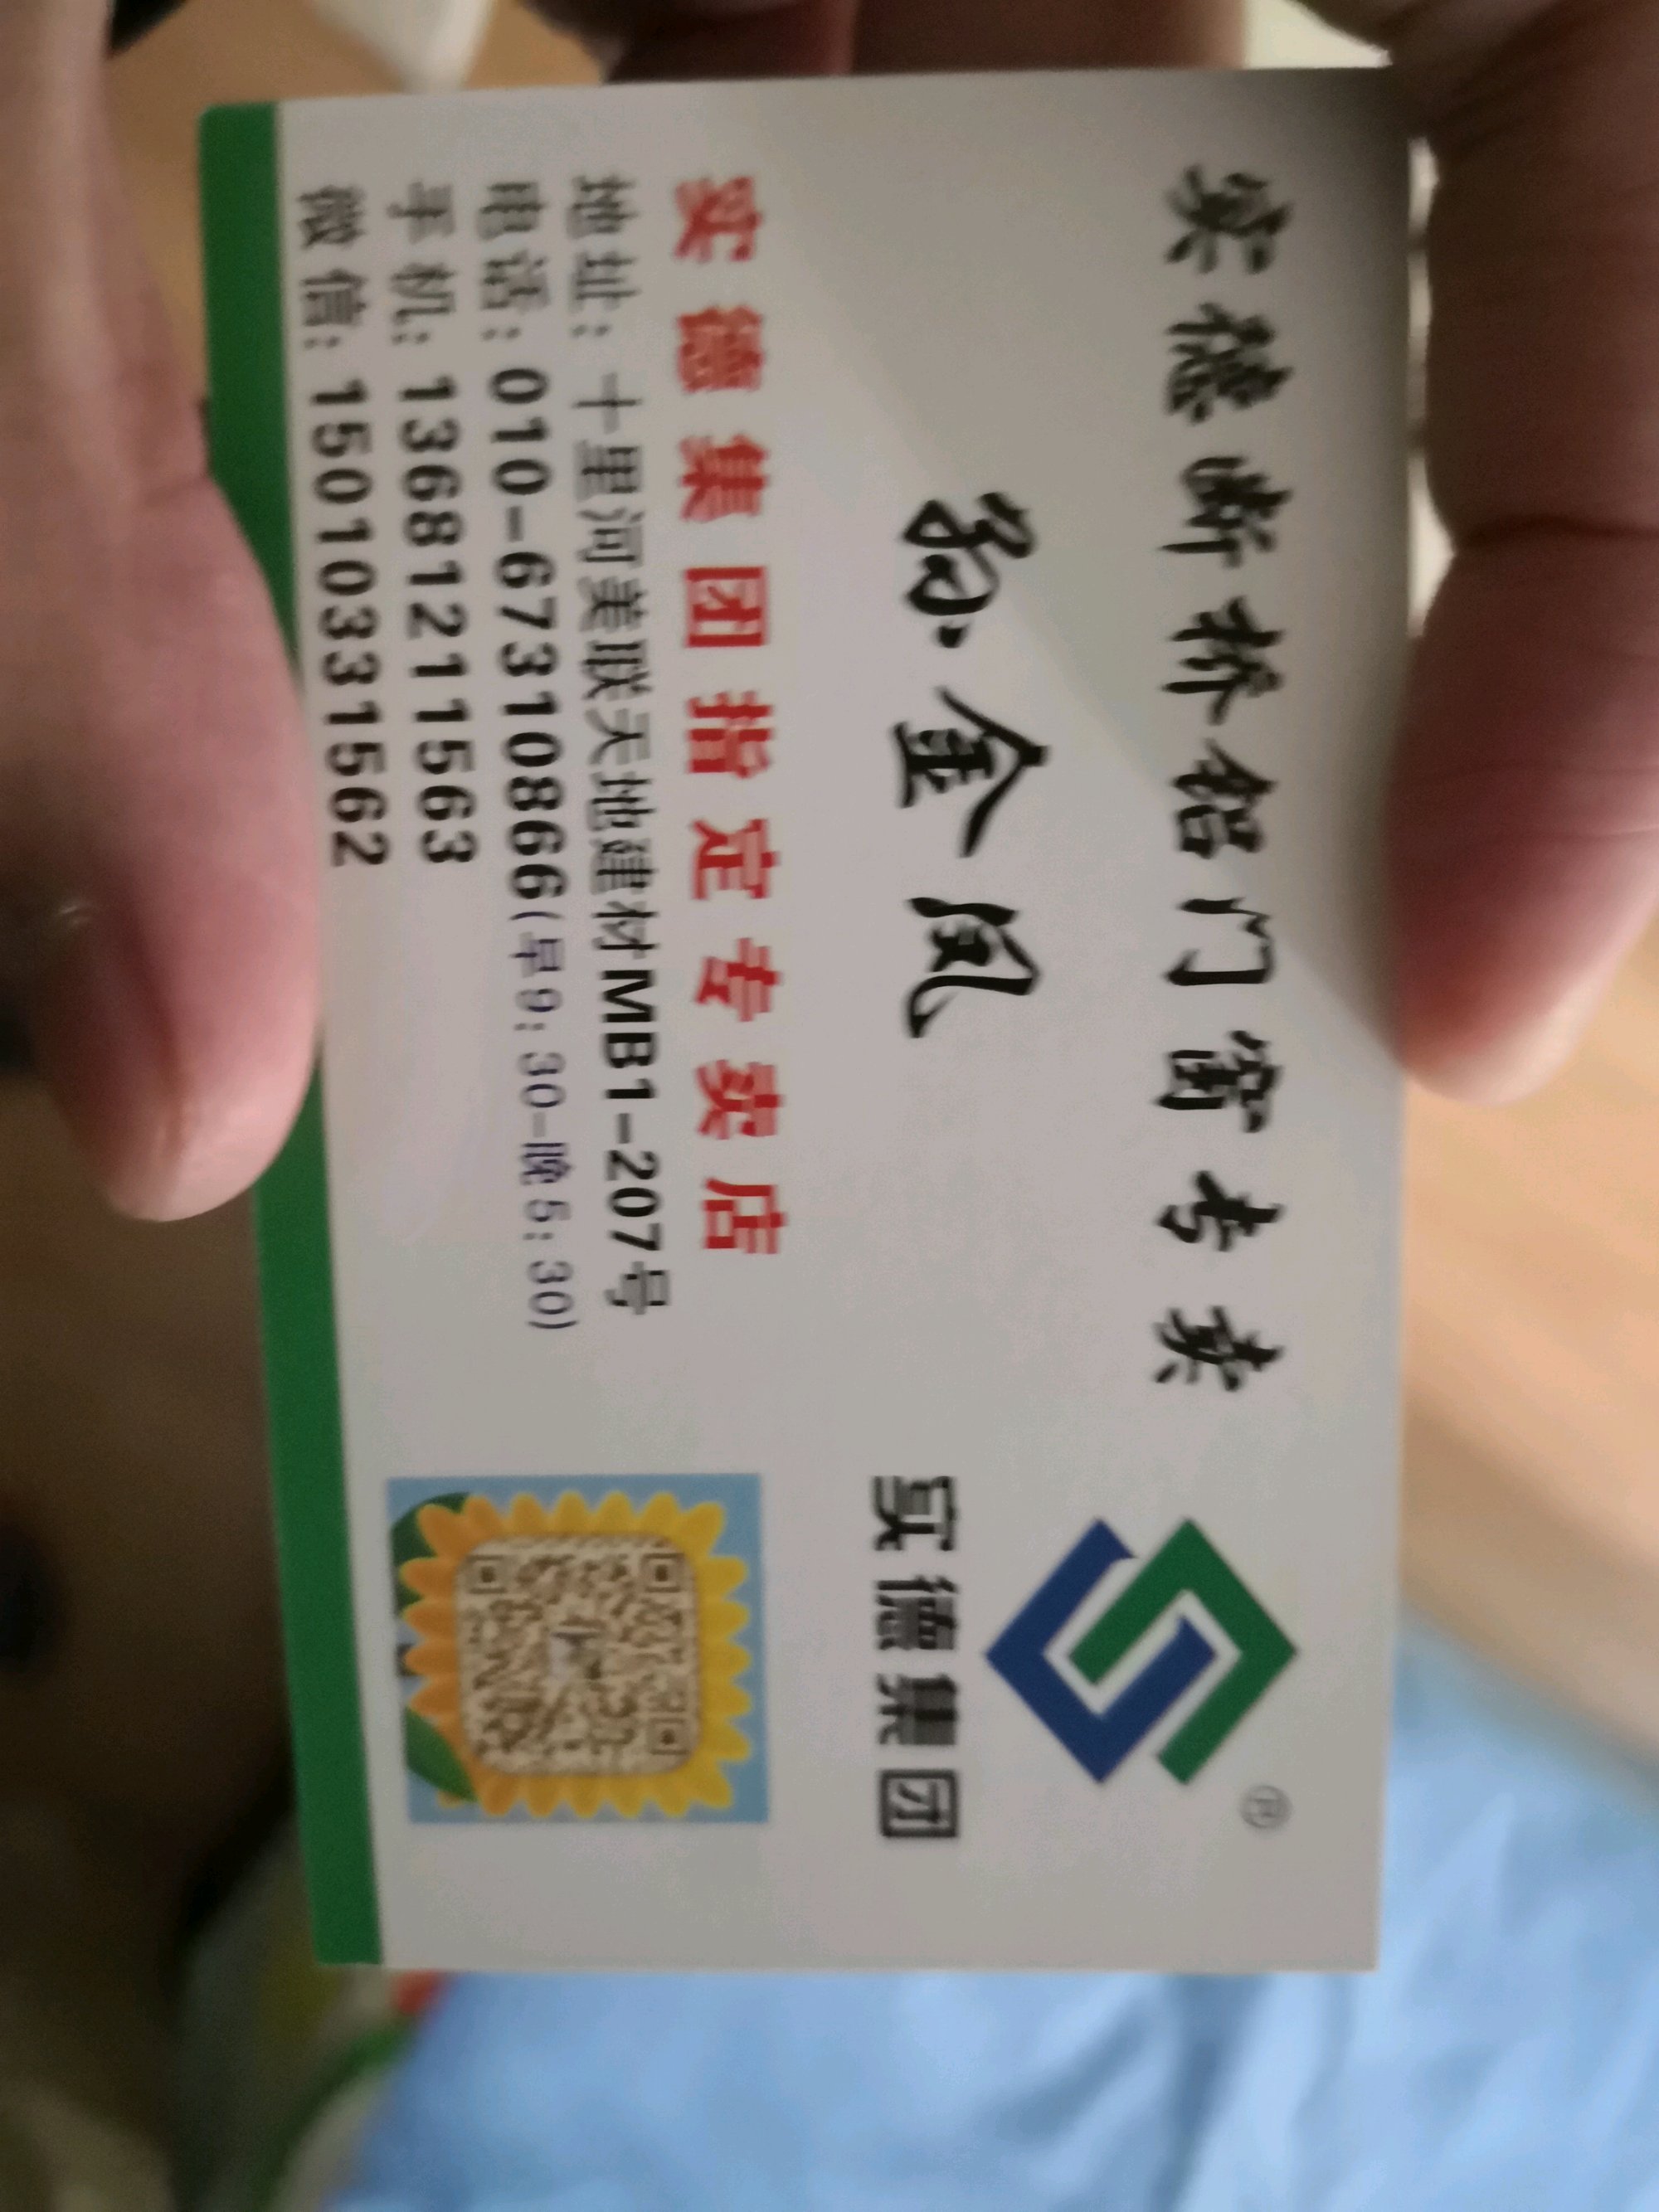 实德断桥铝门窗专卖
®
孙金凤
实德集团
实德集团指定专卖店
地址：十里河美联天地建材MB1-207号
电话：010-67310866(早9:30-晚5:30)
手机：13681211563
微信：15010331562